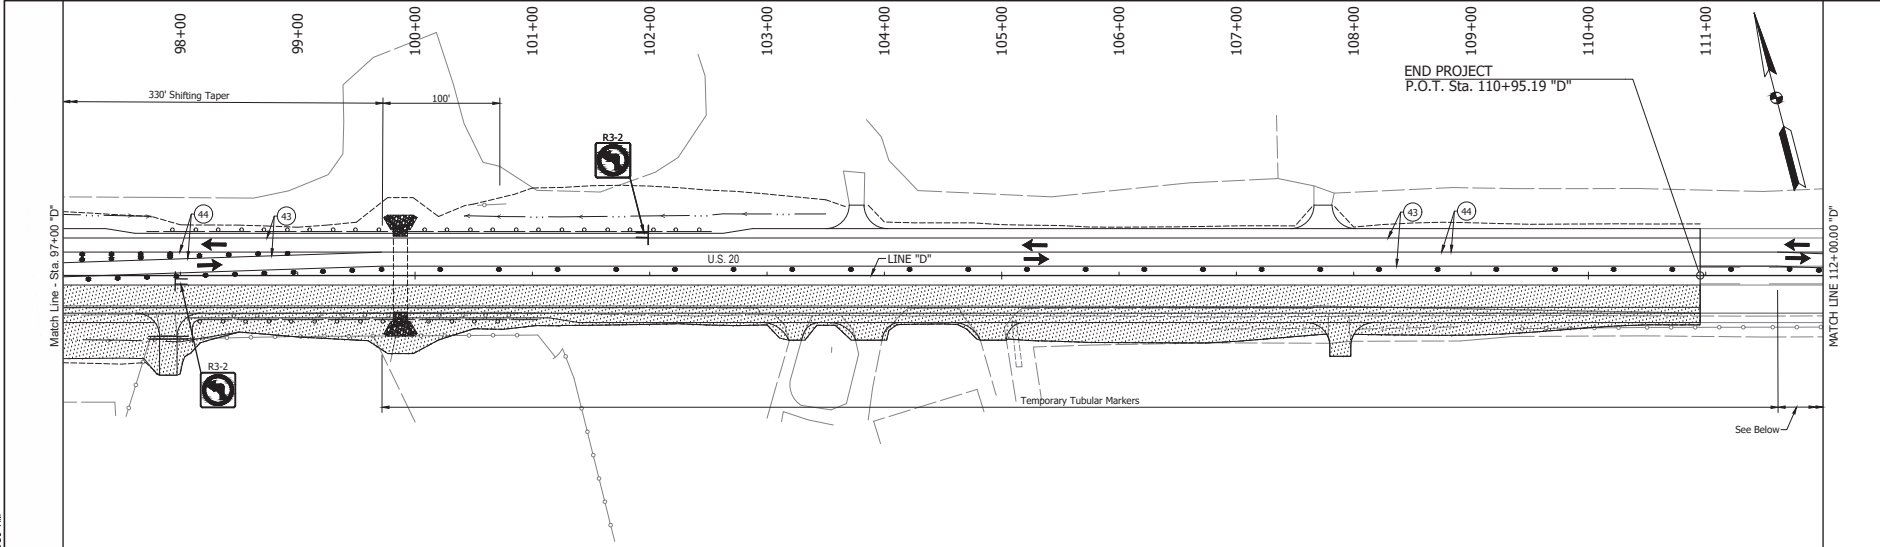 98+00
99+00
100+00
101+00
102+00
103+00
104+00
105+00
106+00
107+00
108+00
109+00
110+00
111+00
END PROJECT
P.O.T. Sta. 110+95.19 "D"
330' Shifting Taper
100'
R3-2
44
43
43
44
Match Line - Sta. 97+00 "D"
U.S. 20
LINE "D"
MATCH LINE 112+00.00 "D"
R3-2
Temporary Tubular Markers
See Below